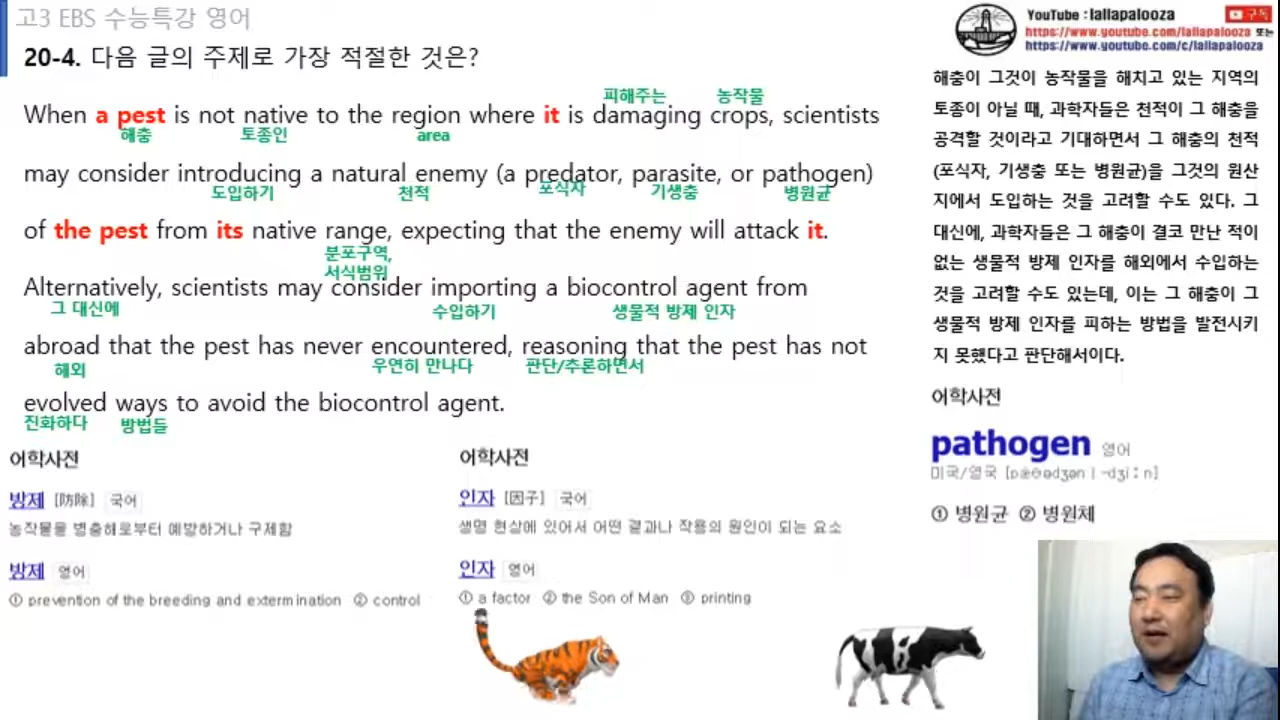 고3 EBS 수능특강 영어
20-4. 다음 글의 주제로 가장 적절한 것은?
피해주는 농작물
When a pest is not native to the region where it is damaging crops, scientists
해충 토종인 area
may consider introducing a natural enemy (a predator, parasite, or pathogen)
도입하기 천적 포식자 기생충 병원균
of the pest from its native range, expecting that the enemy will attack it.
분포구역,
서식범위
Alternatively, scientists may consider importing a biocontrol agent from
그 대신에 수입하기 생물적 방제 인자
abroad that the pest has never encountered, reasoning that the pest has not
해외 우연히 만나다 판단/추론하면서
evolved ways to avoid the biocontrol agent.
진화하다 방법들
어학사전
방제 [防除] 국어
농작물을 병충해로부터 예방하거나 구제함
방제 영어
① prevention of the breeding and extermination ② control
어학사전
인자 [因子] 국어
생명 현상에 있어서 어떤 결과나 작용의 원인이 되는 요소
인자 영어
① a factor ② the Son of Man ③ printing
YouTube : lallapalooza 구독
https://www.youtube.com/lallapalooza 또는
https://www.youtube.com/c/lallapalooza
해충이 그것이 농작물을 해치고 있는 지역의
토종이 아닐 때, 과학자들은 천적이 그 해충을
공격할 것이라고 기대하면서 그 해충의 천적
(포식자, 기생충 또는 병원균)을 그것의 원산
지에서 도입하는 것을 고려할 수도 있다. 그
대신에, 과학자들은 그 해충이 결코 만난 적이
없는 생물적 방제 인자를 해외에서 수입하는
것을 고려할 수도 있는데, 이는 그 해충이 그
생물적 방제 인자를 피하는 방법을 발전시키
지 못했다고 판단해서이다.
어학사전
pathogen 영어
미국/영국 [pǽθədʒən | -dʒiːn]
① 병원균 ② 병원체